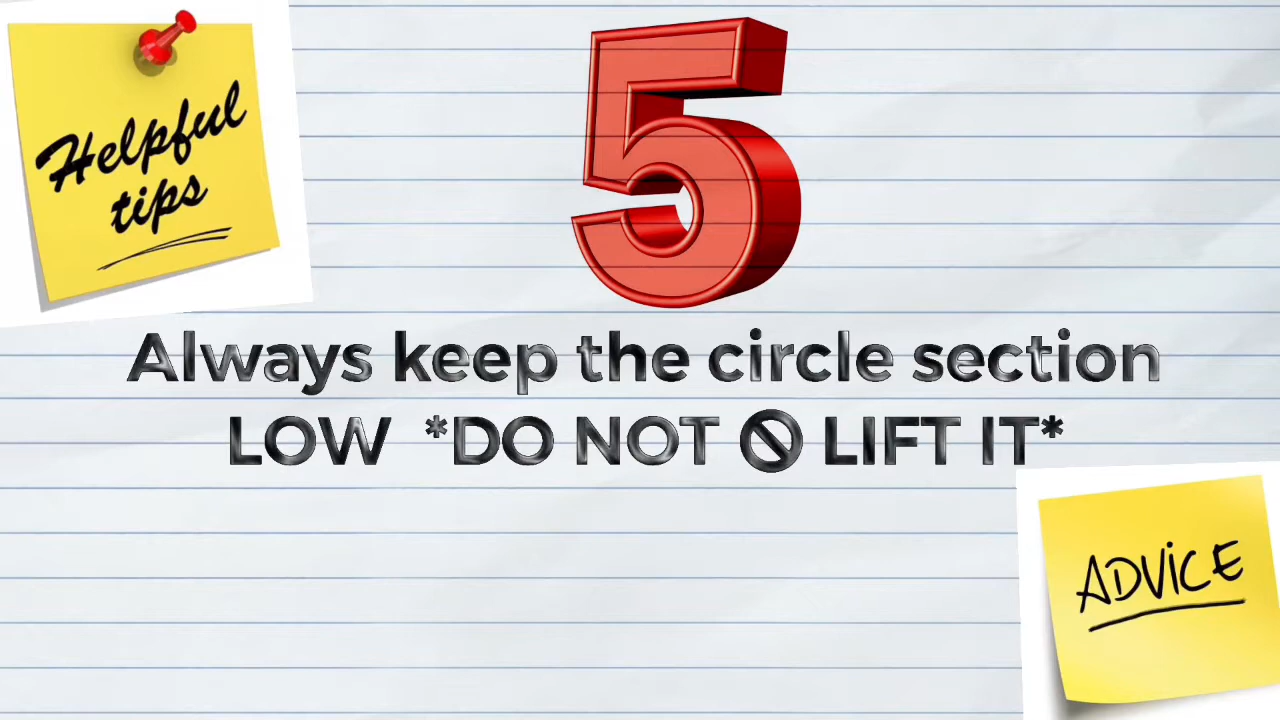 Helpful
tips
5
Always keep the circle section
LOW *DO NOT 🚫 LIFT IT*
ADVICE